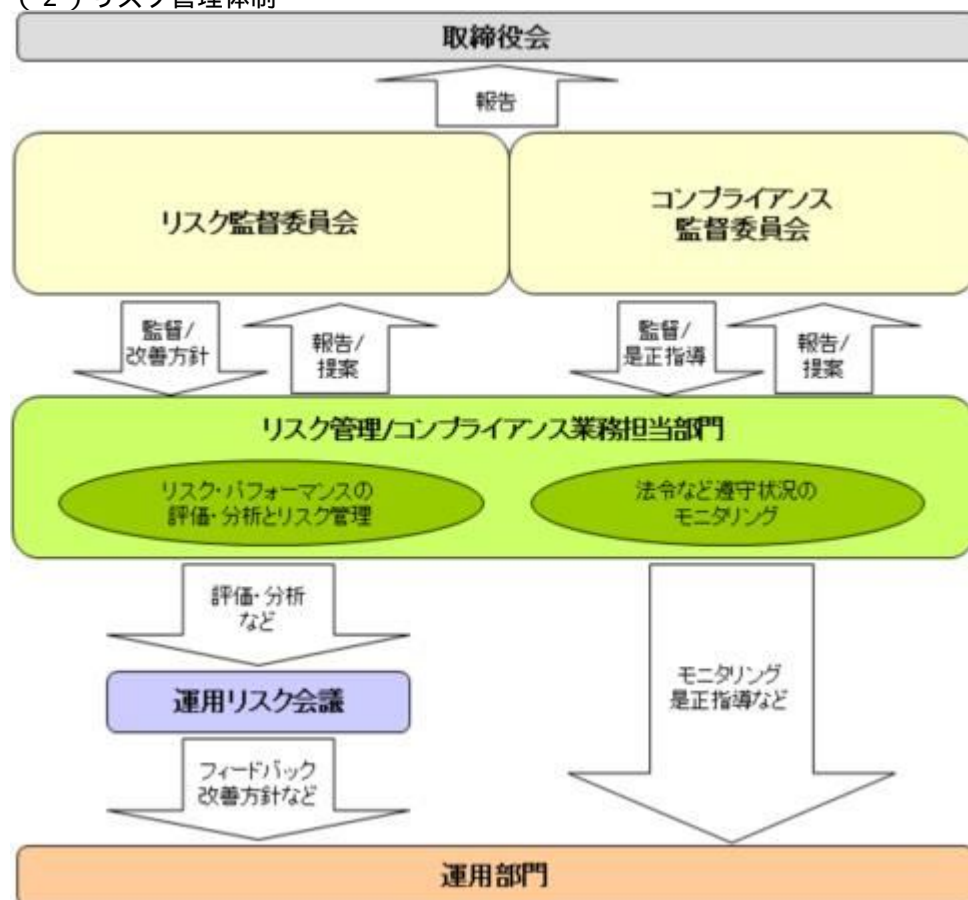 (２)リスク管理体制
取締役会
報告
リスク監督委員会
コンプライアンス
監督委員会
監督/
改善方針
報告/
提案
監督/
是正指導
報告/
提案
リスク管理/コンプライアンス業務担当部門
リスク・パフォーマンスの
評価・分析とリスク管理
法令など遵守状況の
モニタリング
評価・分析
など
運用リスク会議
モニタリング
是正指導など
フィードバック
改善方針など
運用部門